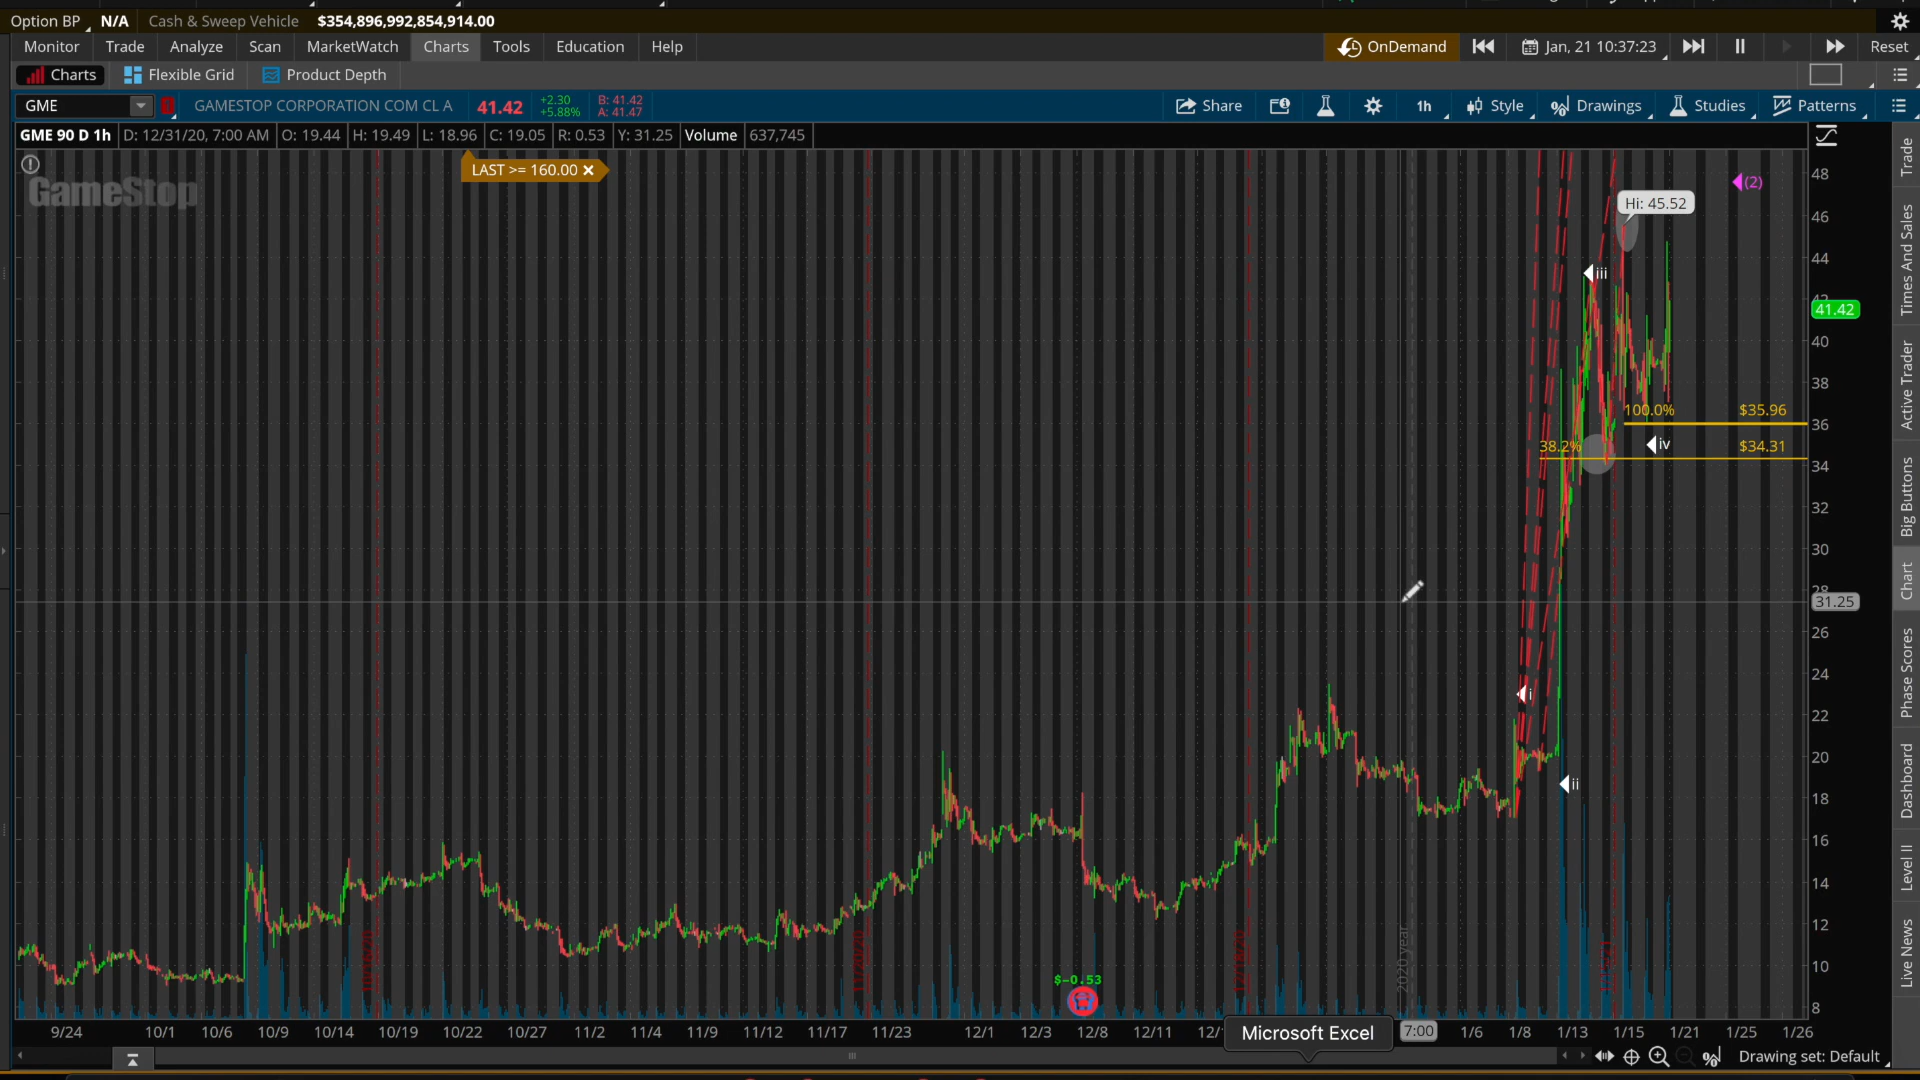 Option BP N/A Cash & Sweep Vehicle $354,896,992,854,914.00
Monitor Trade Analyze Scan MarketWatch Charts Tools Education Help OnDemand Jan, 21 10:37:23 Reset
Charts Flexible Grid Product Depth
GME GAMESTOP CORPORATION COM CL A 41.42 +2.30 B: 41.42 Share 1h Style Drawings Studies Patterns
+5.88% A: 41.47
GME 90 D 1h D: 12/31/20, 7:00 AM O: 19.44 H: 19.49 L: 18.96 C: 19.05 R: 0.53 Y: 31.25 Volume 637,745
LAST >= 160.00
GameStop
48
(2)
Hi: 45.52
46
44
iii
42
41.42
40
38
100.0% $35.96
36
38.2% iv $34.31
34
32
30
28
31.25
26
24
i
22
20
ii
18
16
14
12
10
8
11/20/20
12/18/20
2020 year
$-0.53
9/24 10/1 10/6 10/9 10/14 10/19 10/22 10/27 11/2 11/4 11/9 11/12 11/17 11/23 12/1 12/3 12/8 12/11 7:00 1/6 1/8 1/13 1/15 1/21 1/25 1/26
Microsoft Excel
Drawing set: Default
Trade
Times And Sales
Active Trader
Big Buttons
Chart
Phase Scores
Dashboard
Level II
Live News